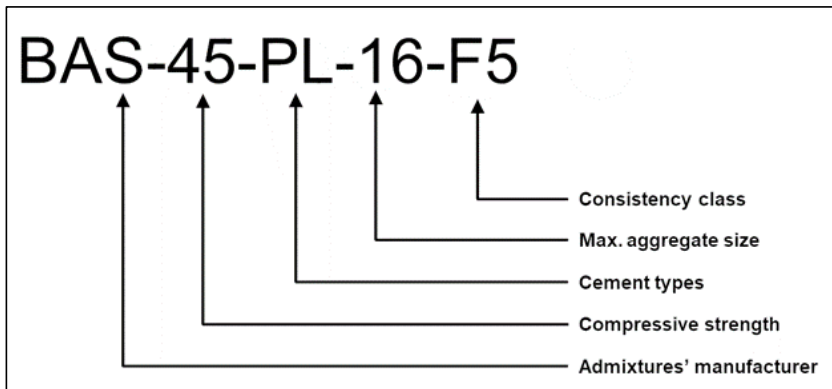 BAS-45-PL-16-F5
Consistency class
Max. aggregate size
Cement types
Compressive strength
Admixtures' manufacturer